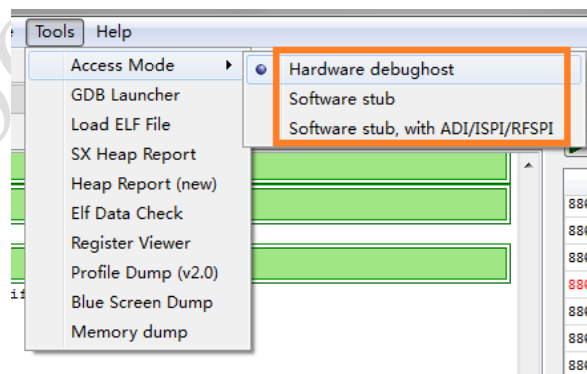 Tools Help
Access Mode
Hardware debughost
GDB Launcher
Software stub
Load ELF File
Software stub, with ADI/ISPI/RFSPI
SX Heap Report
Heap Report (new)
Elf Data Check
Register Viewer
Profile Dump (v2.0)
Blue Screen Dump
Memory dump